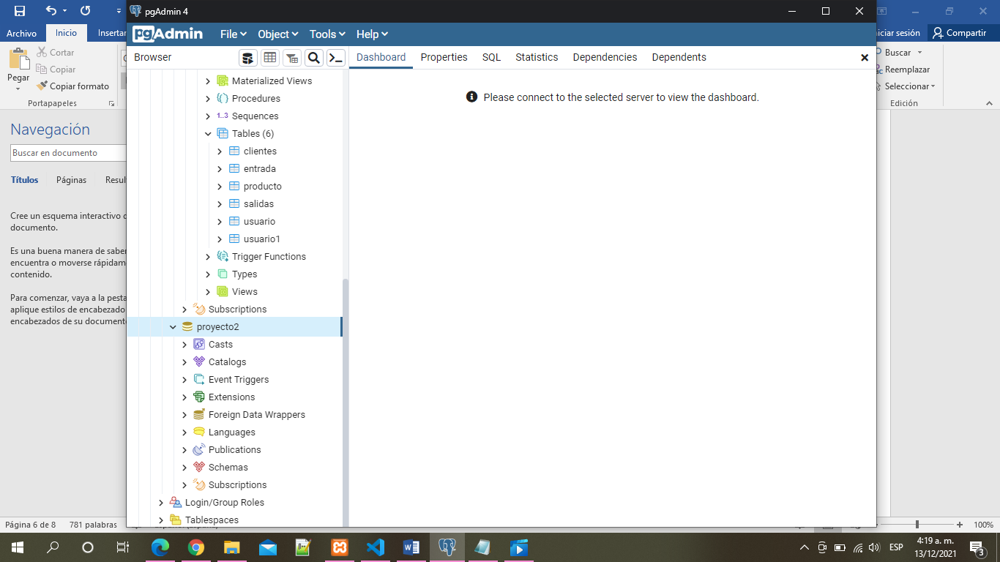 pgAdmin 4
Archivo Inicio Insertar
iciar sesión Compartir
pgAdmin File Object Tools Help
Pegar
Cortar
Copiar
Copiar formato
Portapapeles
Buscar
Reemplazar
Seleccionar
Edición
Browser
Dashboard Properties SQL Statistics Dependencies Dependents
Please connect to the selected server to view the dashboard.
Navegación
Buscar en documento
Títulos Páginas Resul
Cree un esquema interactivo d
documento.
Es una buena manera de saber
encuentra o moverse rápidam
contenido.
Para comenzar, vaya a la pesta
aplique estilos de encabezado
encabezados de su document
Materialized Views
Procedures
1..3 Sequences
Tables (6)
clientes
entrada
producto
salidas
usuario
usuario1
Trigger Functions
Types
Views
Subscriptions
proyecto2
Casts
Catalogs
Event Triggers
Extensions
Foreign Data Wrappers
Languages
Publications
Schemas
Subscriptions
Login/Group Roles
Tablespaces
Página 6 de 8 781 palabras
100%
ESP
4:19 a. m.
13/12/2021
3